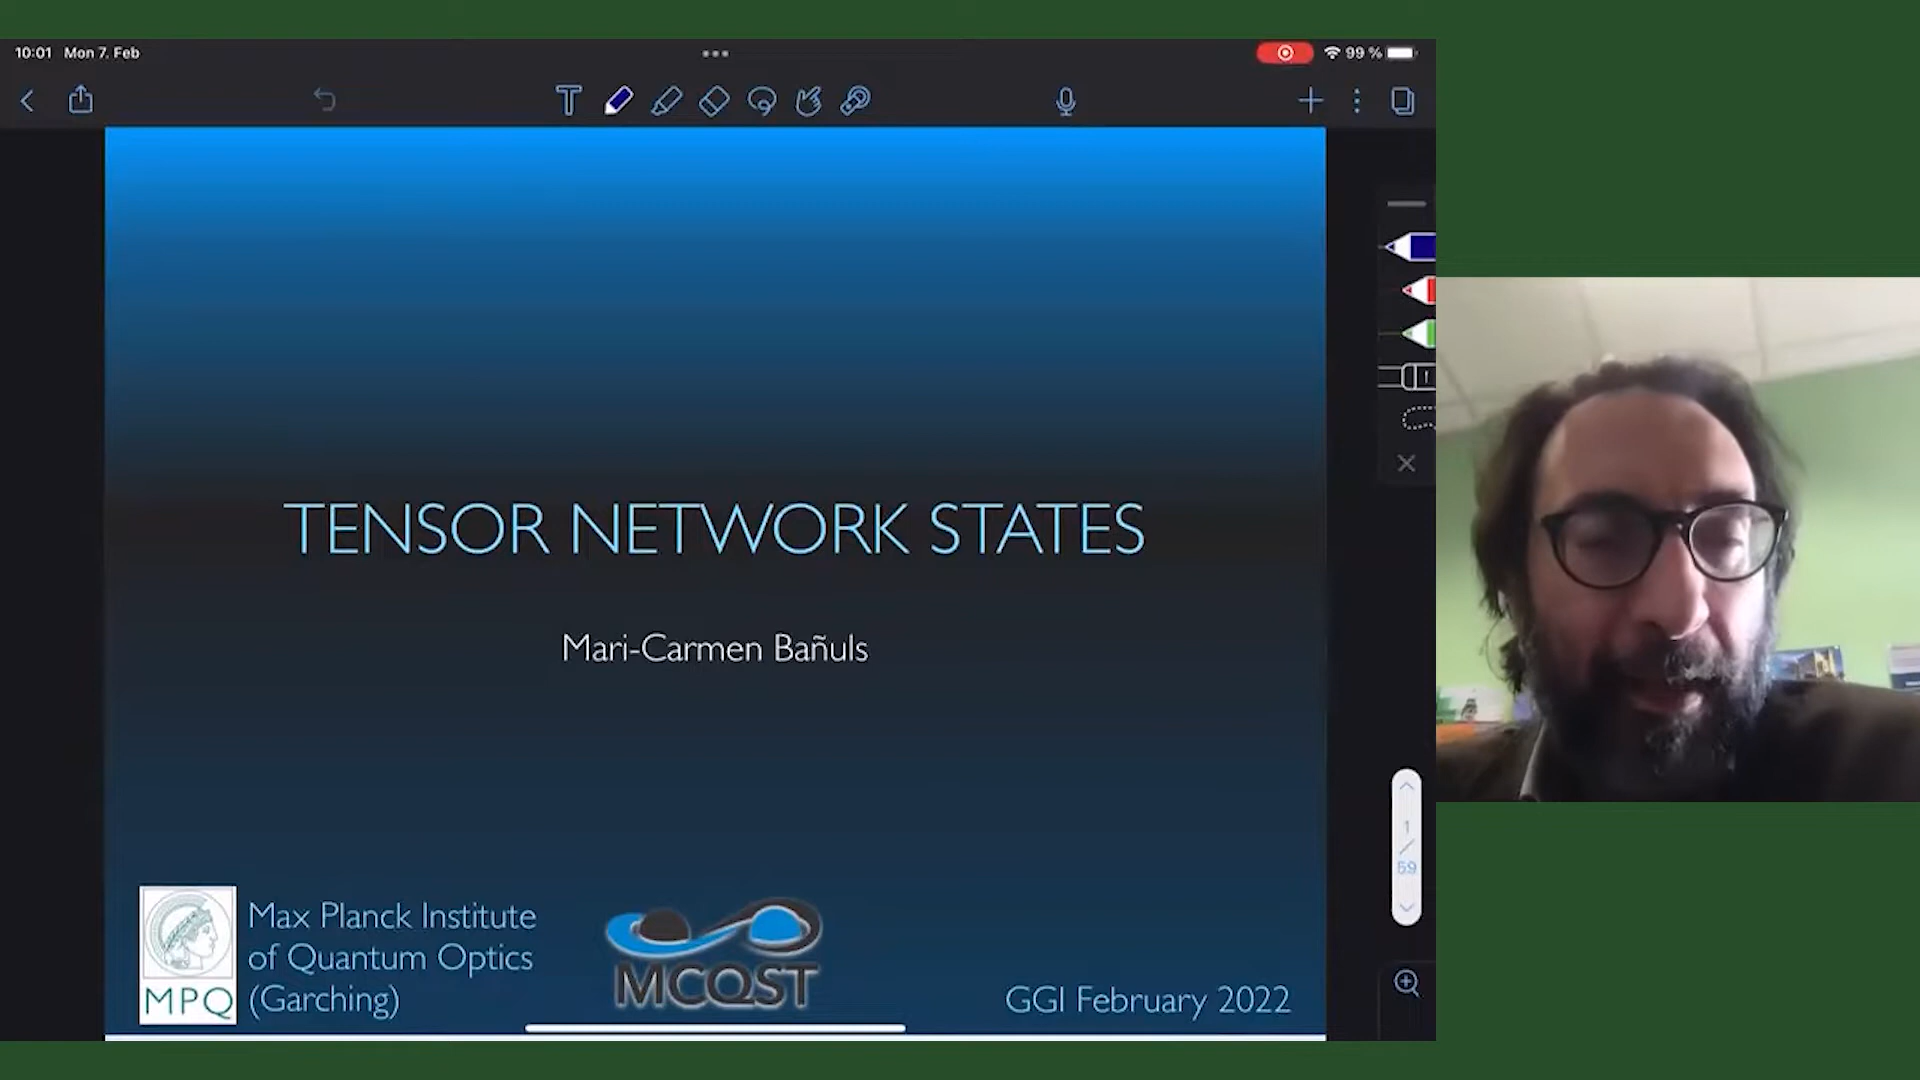 10:01 Mon 7. Feb
99 %
TENSOR NETWORK STATES
Mari-Carmen Bañuls
1
59
Max Planck Institute
of Quantum Optics
(Garching)
MPQ
MCQST
GGI February 2022